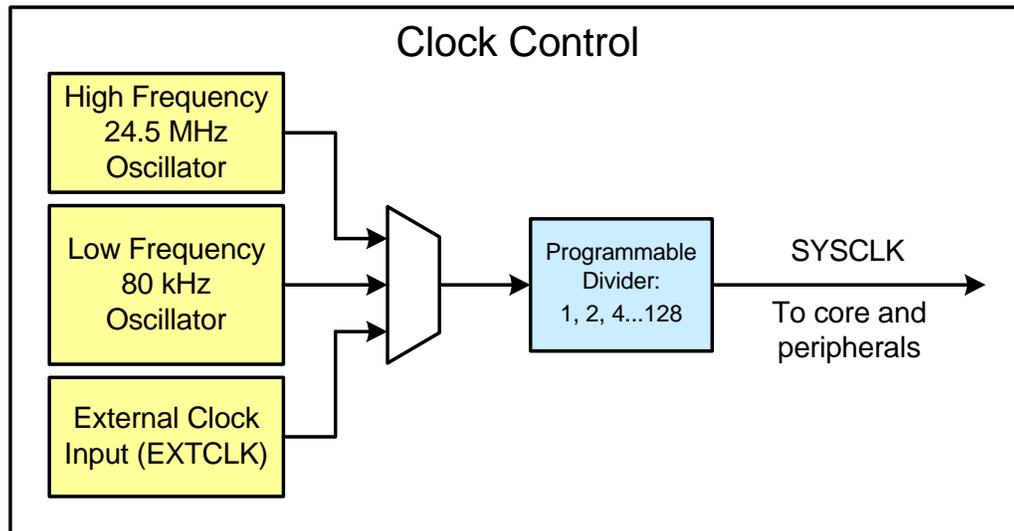 Clock Control
High Frequency
24.5 MHz
Oscillator
Low Frequency
80 kHz
Oscillator
External Clock
Input (EXTCLK)
Programmable
Divider:
1, 2, 4...128
SYSCLK
To core and
peripherals